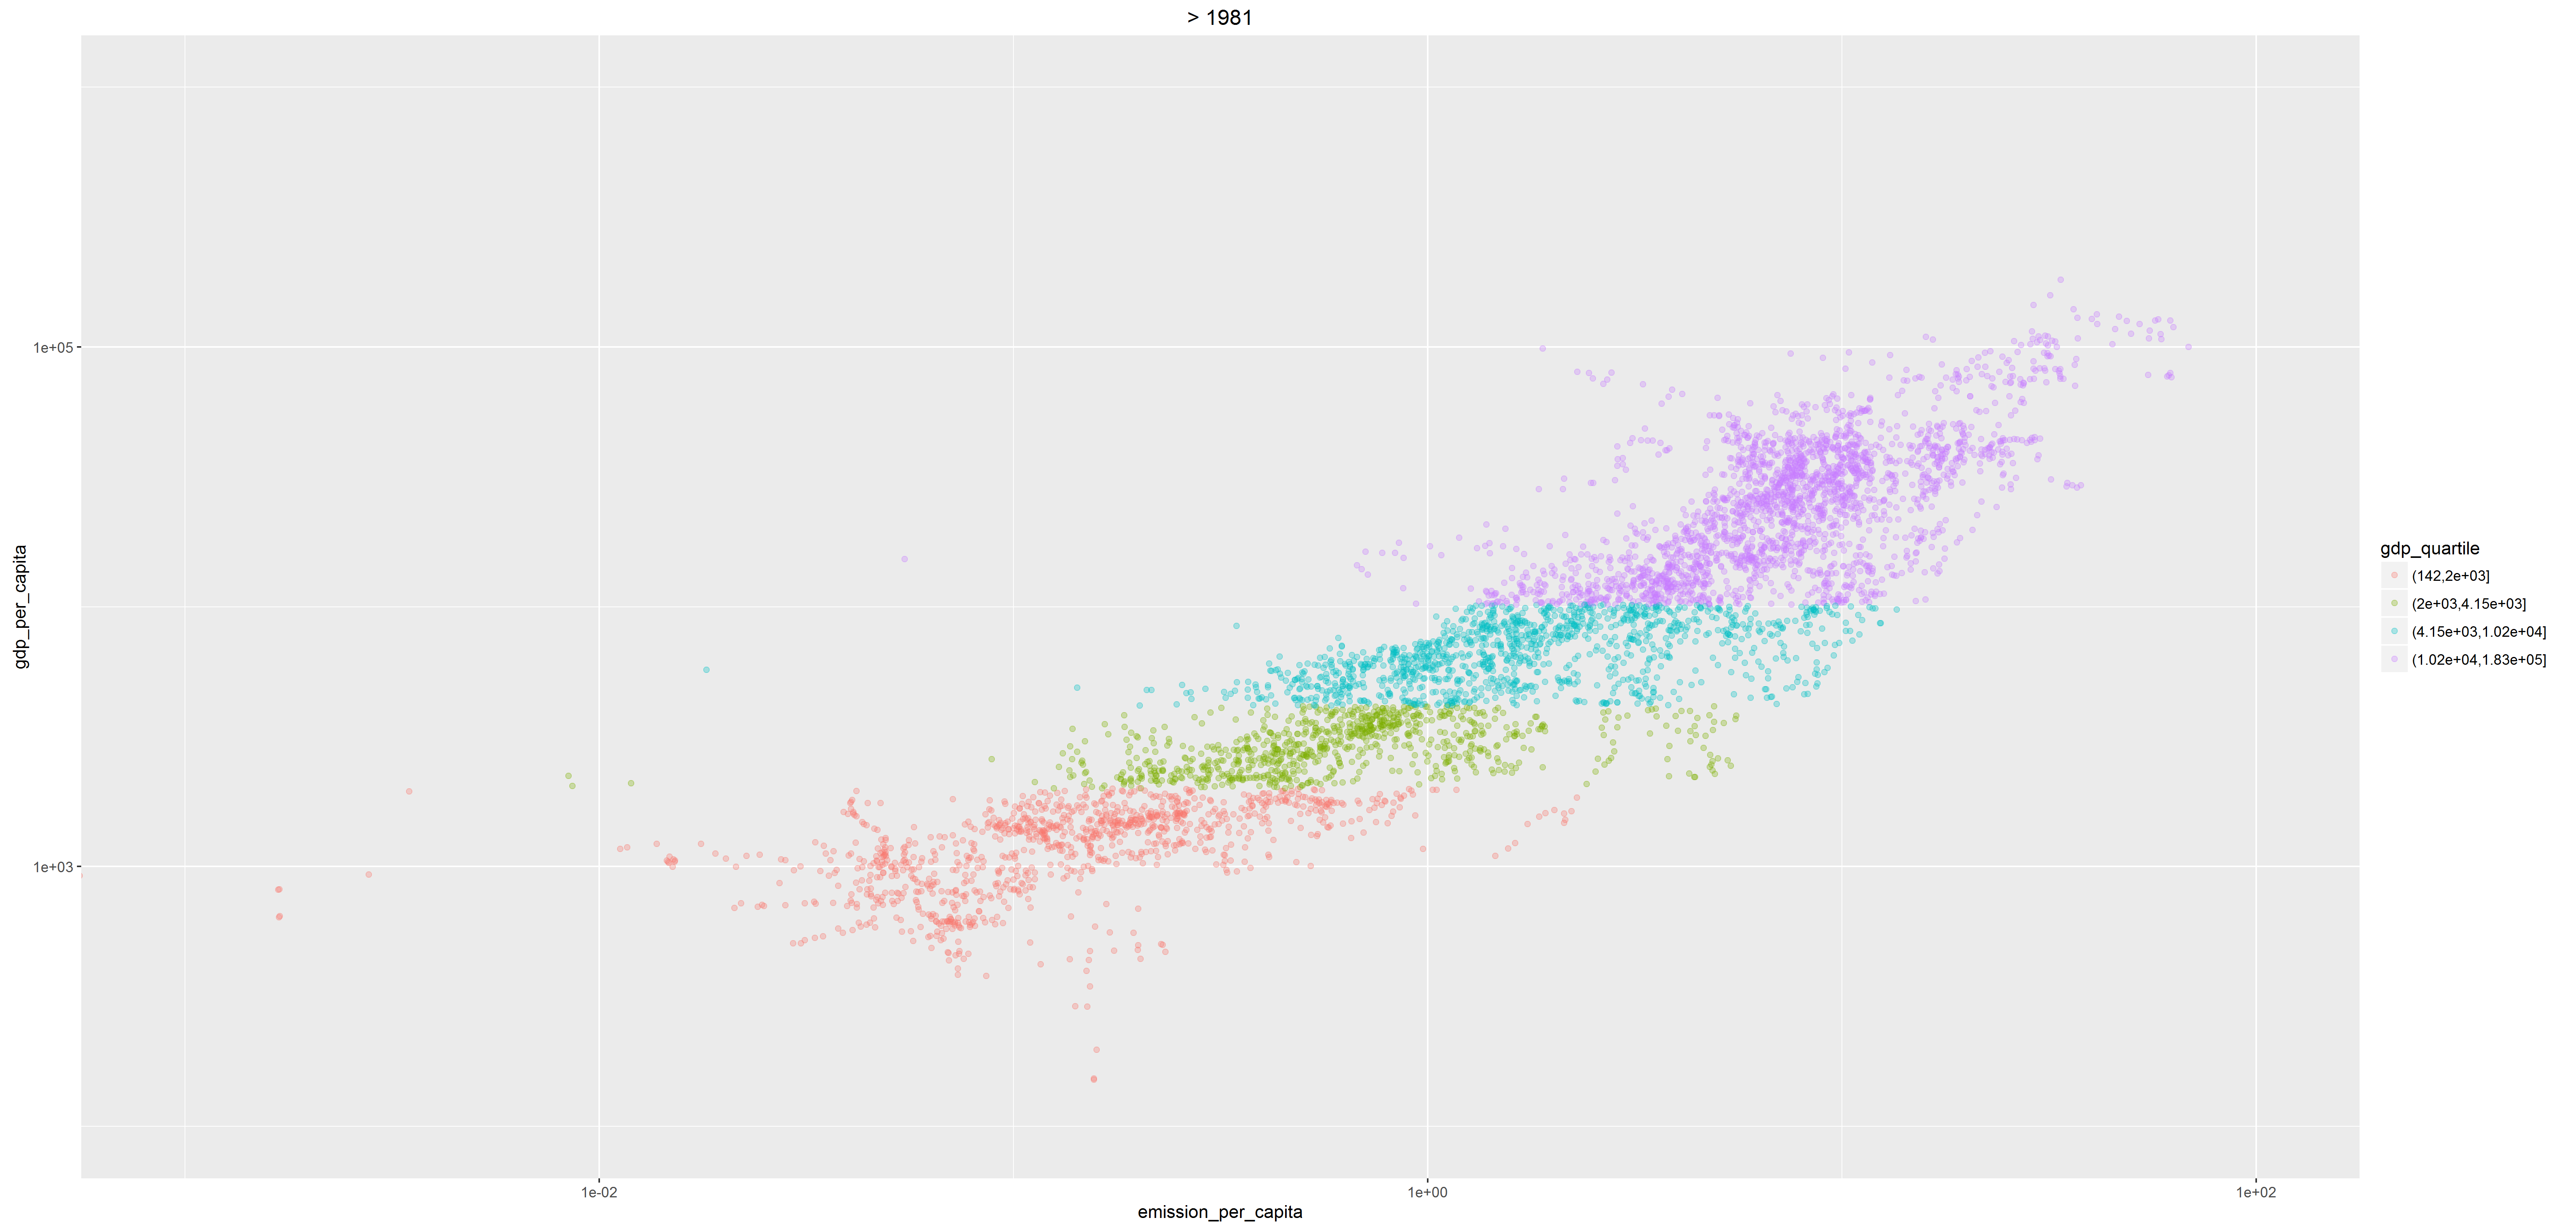 > 1981
gdp_per_capita
1e+05
1e+03
1e-02
1e+00
1e+02
emission_per_capita
gdp_quartile
(142,2e+03]
(2e+03,4.15e+03]
(4.15e+03,1.02e+04]
(1.02e+04,1.83e+05]